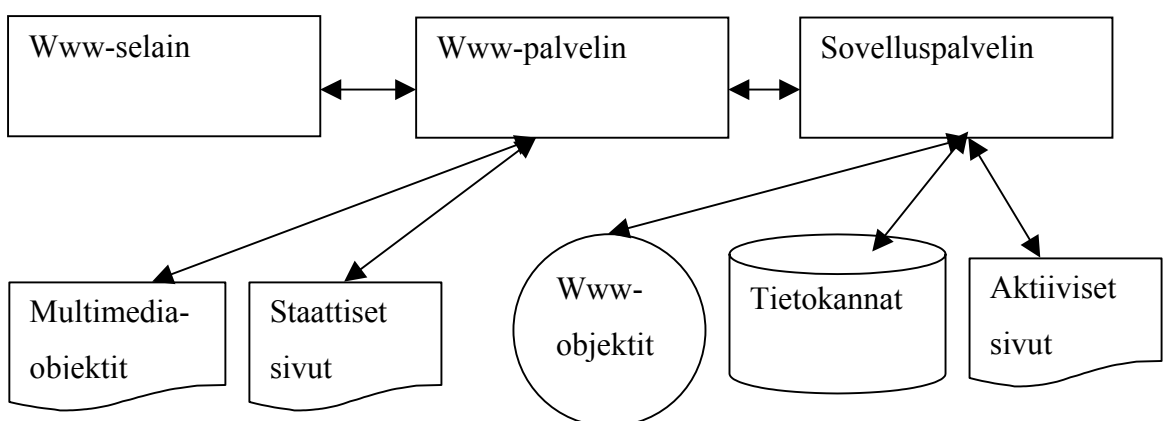 Www-selain
Www-palvelin
Sovelluspalvelin
Multimedia-
objektit
Staattiset
sivut
Www-
objektit
Tietokannat
Aktiiviset
sivut